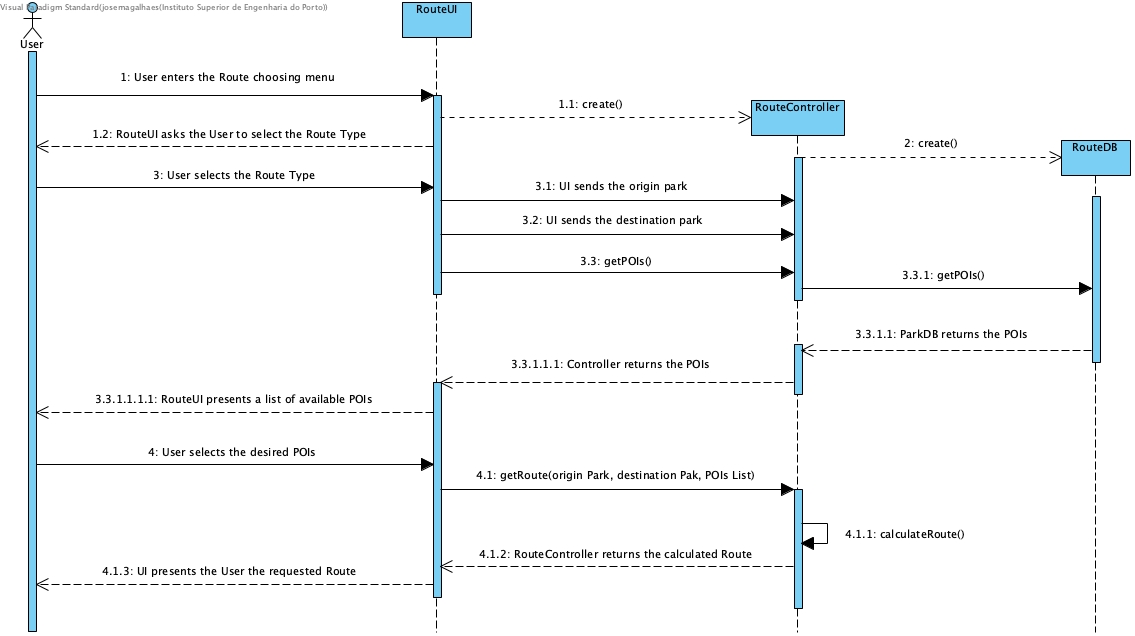 Visual Paradigm Standard(josemagalhaes(Instituto Superior de Engenharia do Porto))
RouteUI
User
1: User enters the Route choosing menu
1.1: create()
RouteController
1.2: RouteUI asks the User to select the Route Type
2: create()
RouteDB
3: User selects the Route Type
3.1: UI sends the origin park
3.2: UI sends the destination park
3.3: getPOIs()
3.3.1: getPOIs()
3.3.1.1: ParkDB returns the POIs
3.3.1.1.1: Controller returns the POIs
3.3.1.1.1.1: RouteUI presents a list of available POIs
4: User selects the desired POIs
4.1: getRoute(origin Park, destination Pak, POIs List)
4.1.1: calculateRoute()
4.1.2: RouteController returns the calculated Route
4.1.3: UI presents the User the requested Route